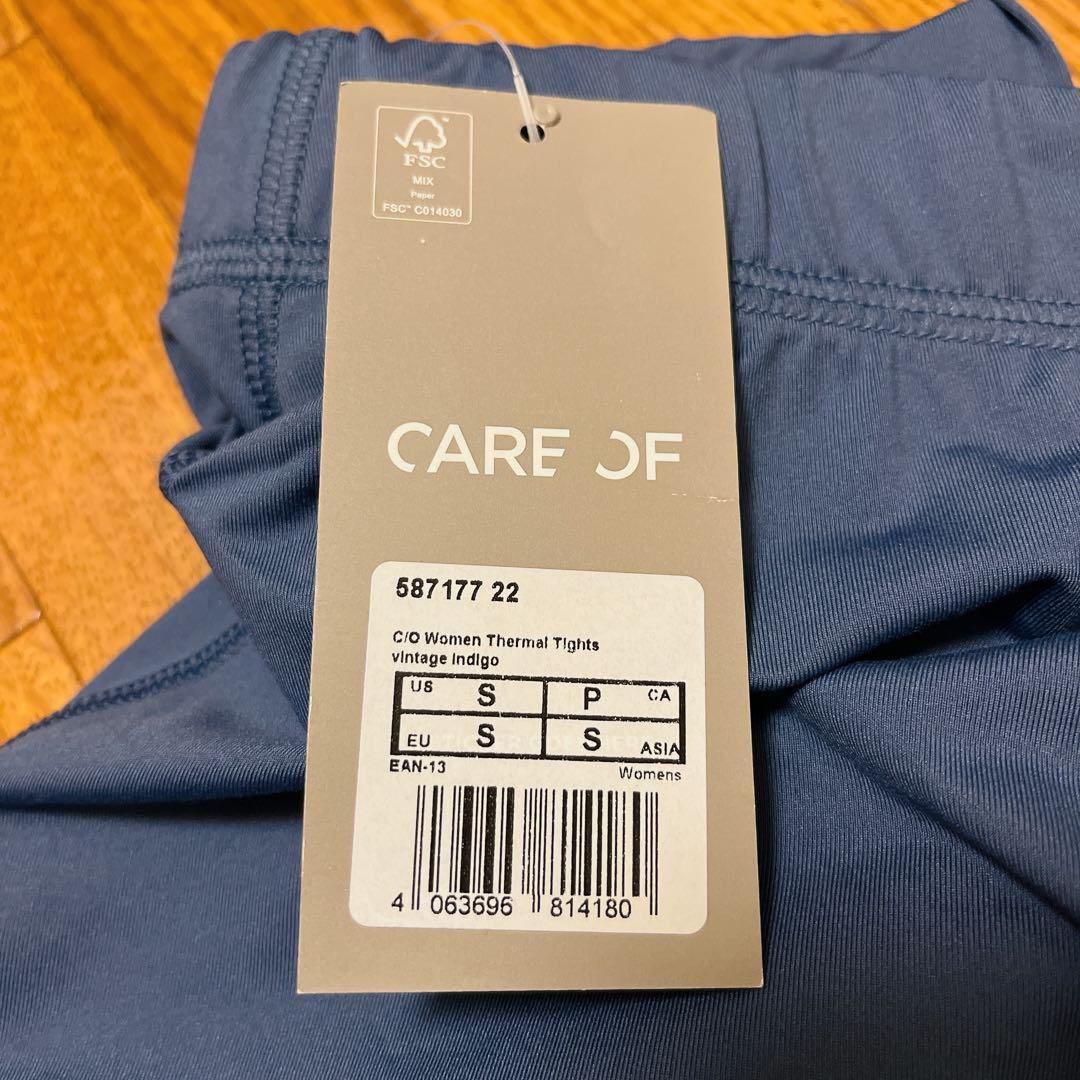 FSC
MIX
Paper
FSC™ C014030
CARE OF
587177 22
C/O Women Thermal Tights
vintage indigo
US S P CA
EU S S ASIA
EAN-13 Womens
4 063696 814180